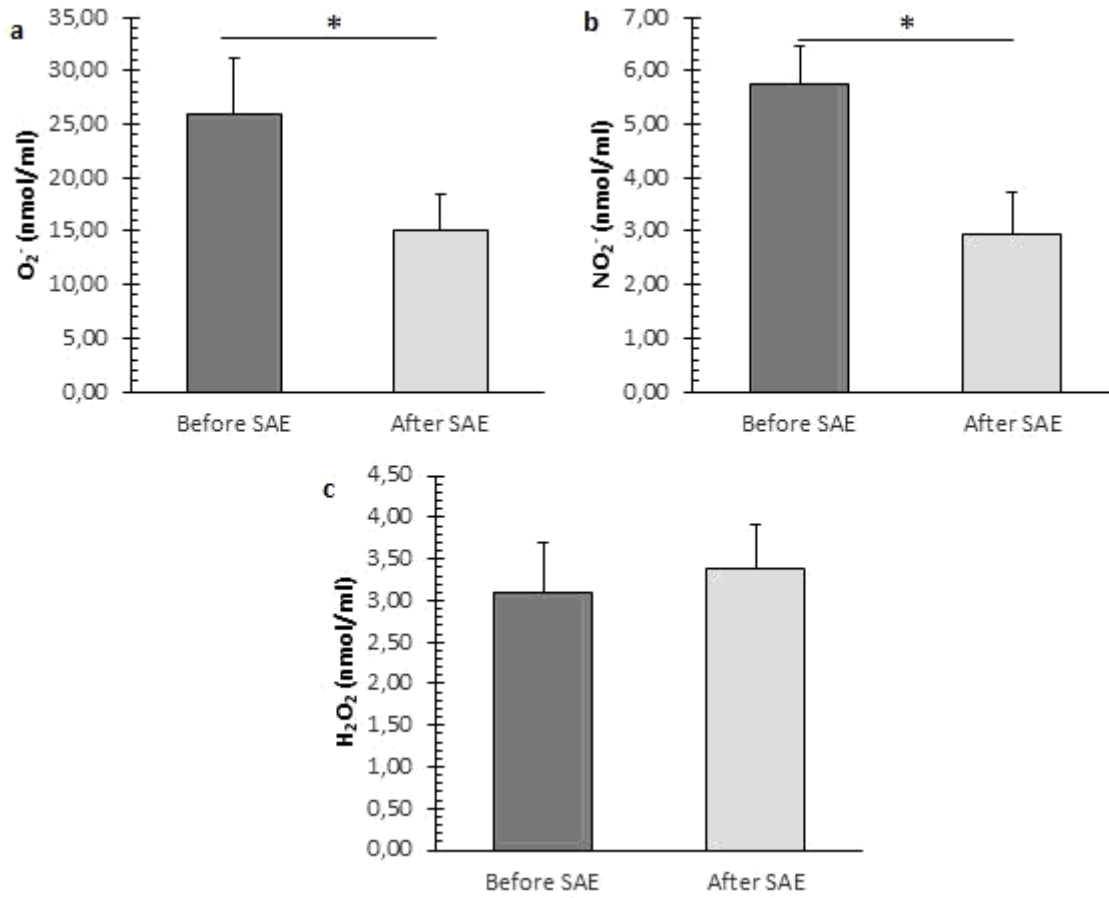 a
*
O₂⁻ (nmol/ml)
35,00
30,00
25,00
20,00
15,00
10,00
5,00
0,00
Before SAE
After SAE
b
*
NO₂⁻ (nmol/ml)
7,00
6,00
5,00
4,00
3,00
2,00
1,00
0,00
Before SAE
After SAE
c
H₂O₂ (nmol/ml)
4,50
4,00
3,50
3,00
2,50
2,00
1,50
1,00
0,50
0,00
Before SAE
After SAE